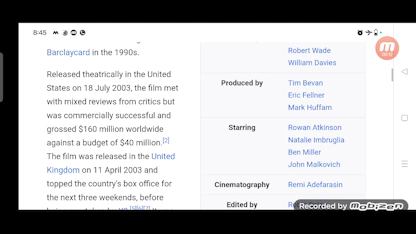 8:45
Barclaycard in the 1990s.
Released theatrically in the United
States on 18 July 2003, the film met
with mixed reviews from critics but
was commercially successful and
grossed $160 million worldwide
against a budget of $40 million.[2]
The film was released in the United
Kingdom on 11 April 2003 and
topped the country's box office for
the next three weekends, before
Robert Wade
William Davies
Produced by
Tim Bevan
Eric Fellner
Mark Huffam
Starring
Rowan Atkinson
Natalie Imbruglia
Ben Miller
John Malkovich
Cinematography
Remi Adefarasin
Edited by
Recorded by Mobizen